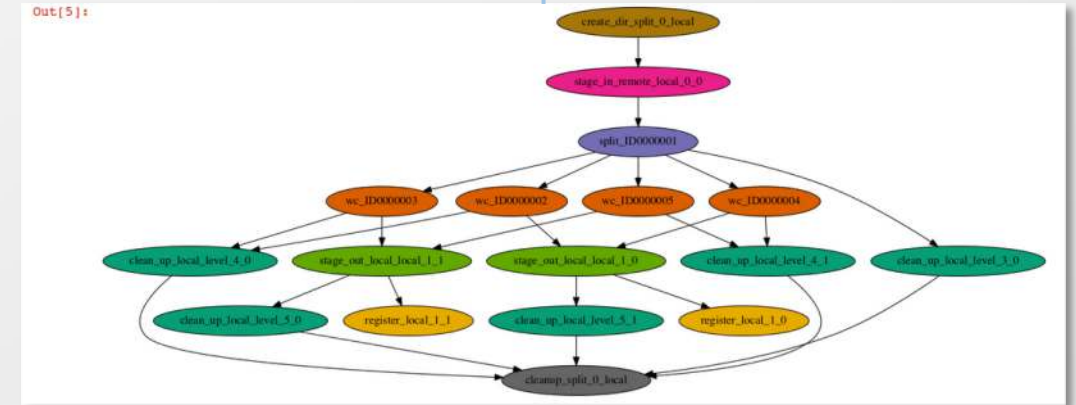 Out[5]:
create_dir_split_0_local
stage_in_remote_local_0_0
split_ID0000001
wc_ID0000003
wc_ID0000002
wc_ID0000005
wc_ID0000004
clean_up_local_level_4_0
stage_out_local_local_1_1
stage_out_local_local_1_0
clean_up_local_level_4_1
clean_up_local_level_3_0
clean_up_local_level_5_0
register_local_1_1
clean_up_local_level_5_1
register_local_1_0
cleanup_split_0_local